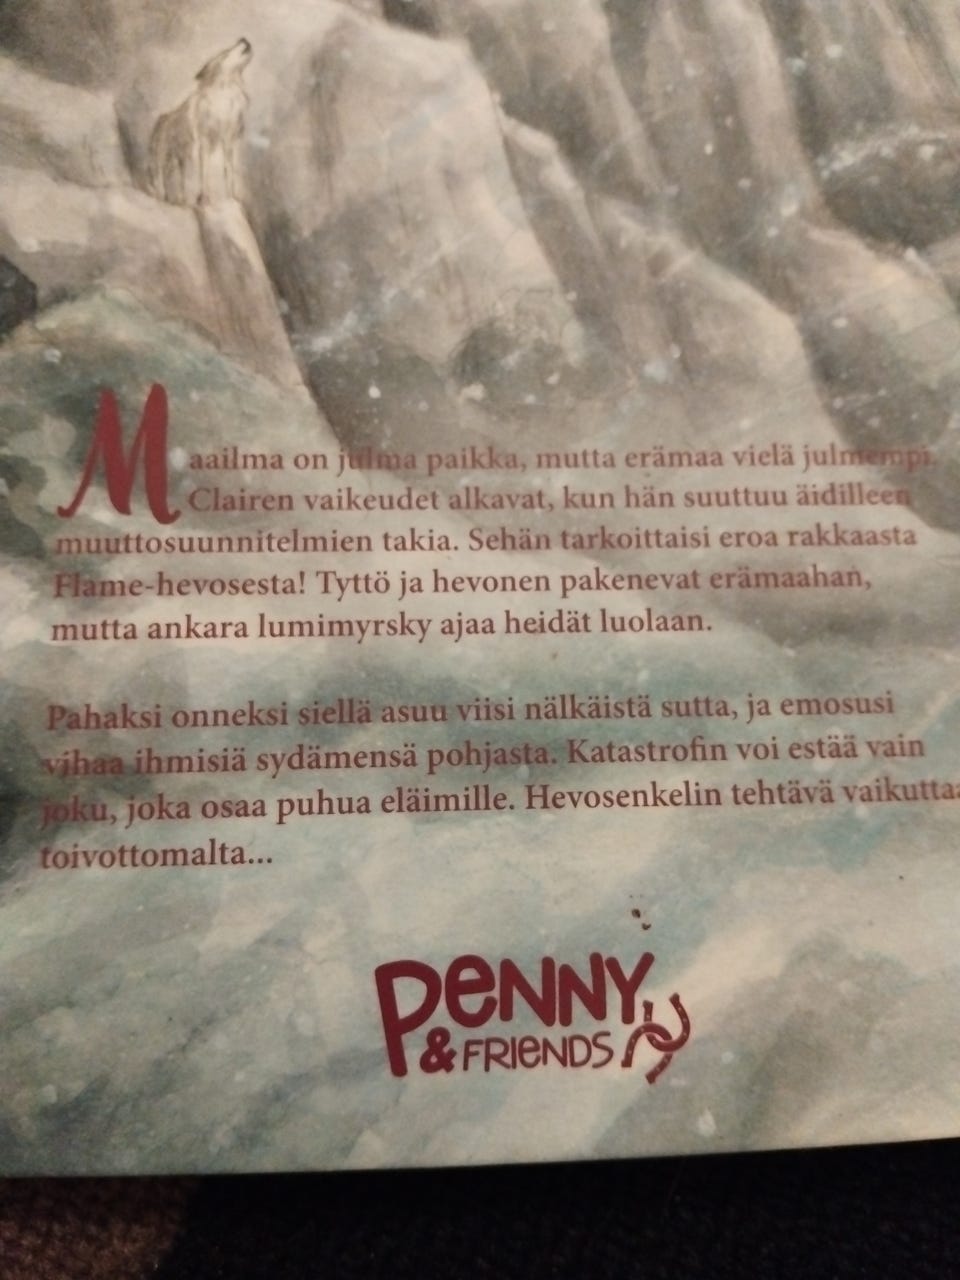 Maailma on julma paikka, mutta erämaa vielä julmempi.
Clairen vaikeudet alkavat, kun hän suuttuu äidilleen
muuttosuunnitelmien takia. Sehän tarkoittaisi eroa rakkaasta
Flame-hevosesta! Tyttö ja hevonen pakenevat erämaahan,
mutta ankara lumimyrsky ajaa heidät luolaan.
Pahaksi onneksi siellä asuu viisi nälkäistä sutta, ja emosusi
vihaa ihmisiä sydämensä pohjasta. Katastrofin voi estää vain
joku, joka osaa puhua eläimille. Hevosenkelin tehtävä vaikuttaa
toivottomalta...
PENNY
& FRIENDS